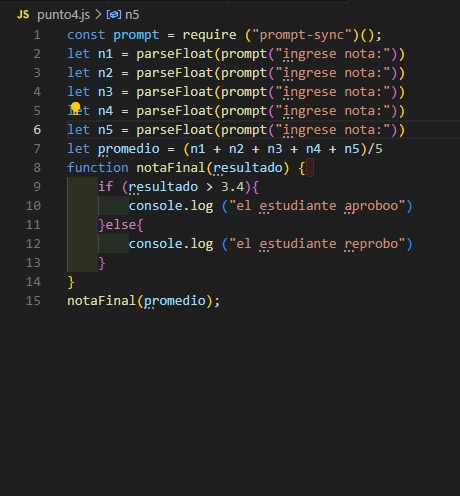 JS punto4.js > n5
1 const prompt = require ("prompt-sync")();
2 let n1 = parseFloat(prompt("ingrese nota:"))
3 let n2 = parseFloat(prompt("ingrese nota:"))
4 let n3 = parseFloat(prompt("ingrese nota:"))
5 let n4 = parseFloat(prompt("ingrese nota:"))
6 let n5 = parseFloat(prompt("ingrese nota:"))
7 let promedio = (n1 + n2 + n3 + n4 + n5)/5
8 function notaFinal(resultado) {
9 if (resultado > 3.4){
10 console.log ("el estudiante aproboo")
11 }else{
12 console.log ("el estudiante reprobo")
13 }
14 }
15 notaFinal(promedio);